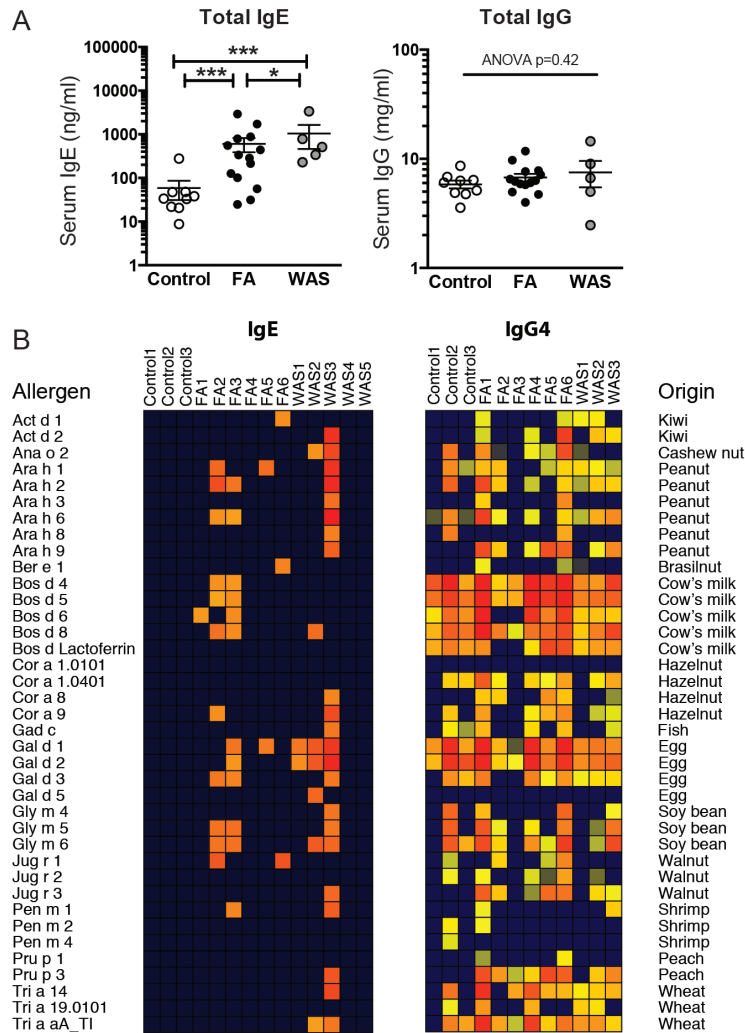 A
Total IgE
Total IgG
Serum IgE (ng/ml)
100000
10000
1000
100
10
1
***
***
*
Control FA WAS
Serum IgG (mg/ml)
100
10
1
ANOVA p=0.42
Control FA WAS
B
IgE
IgG4
Allergen
Control1 Control2 Control3 FA1 FA2 FA3 FA4 FA5 FA6 WAS1 WAS2 WAS3 WAS4 WAS5
Control1 Control2 Control3 FA1 FA2 FA3 FA4 FA5 FA6 WAS1 WAS2 WAS3
Origin
Act d 1 Kiwi
Act d 2 Kiwi
Ana o 2 Cashew nut
Ara h 1 Peanut
Ara h 2 Peanut
Ara h 3 Peanut
Ara h 6 Peanut
Ara h 8 Peanut
Ara h 9 Peanut
Ber e 1 Brasilnut
Bos d 4 Cow's milk
Bos d 5 Cow's milk
Bos d 6 Cow's milk
Bos d 8 Cow's milk
Bos d Lactoferrin Cow's milk
Cor a 1.0101 Hazelnut
Cor a 1.0401 Hazelnut
Cor a 8 Hazelnut
Cor a 9 Hazelnut
Gad c Fish
Gal d 1 Egg
Gal d 2 Egg
Gal d 3 Egg
Gal d 5 Egg
Gly m 4 Soy bean
Gly m 5 Soy bean
Gly m 6 Soy bean
Jug r 1 Walnut
Jug r 2 Walnut
Jug r 3 Walnut
Pen m 1 Shrimp
Pen m 2 Shrimp
Pen m 4 Shrimp
Pru p 1 Peach
Pru p 3 Peach
Tri a 14 Wheat
Tri a 19.0101 Wheat
Tri a aA_TI Wheat